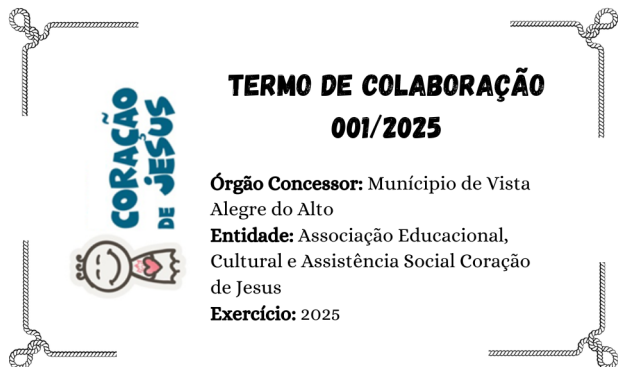 CORAÇÃO
DE JESUS
TERMO DE COLABORAÇÃO
001/2025
Órgão Concessor: Munícipio de Vista
Alegre do Alto
Entidade: Associação Educacional,
Cultural e Assistência Social Coração
de Jesus
Exercício: 2025